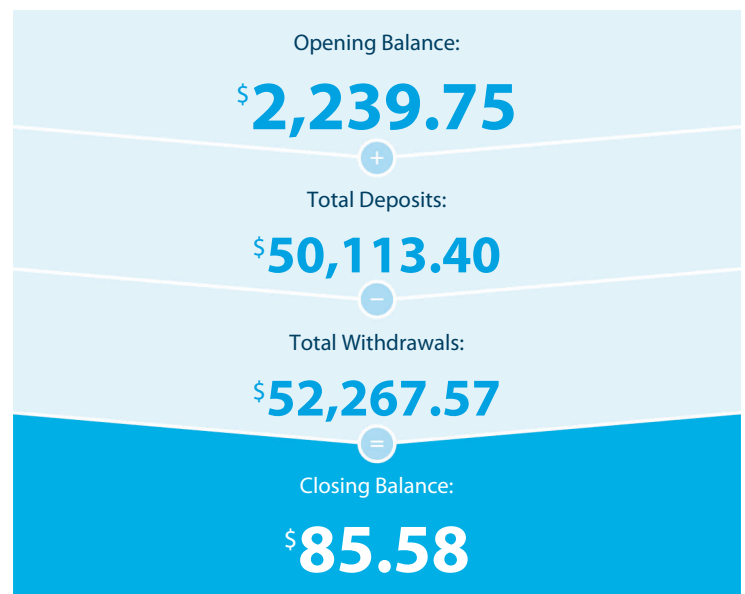 Opening Balance:
$2,239.75
+
Total Deposits:
$50,113.40
−
Total Withdrawals:
$52,267.57
=
Closing Balance:
$85.58